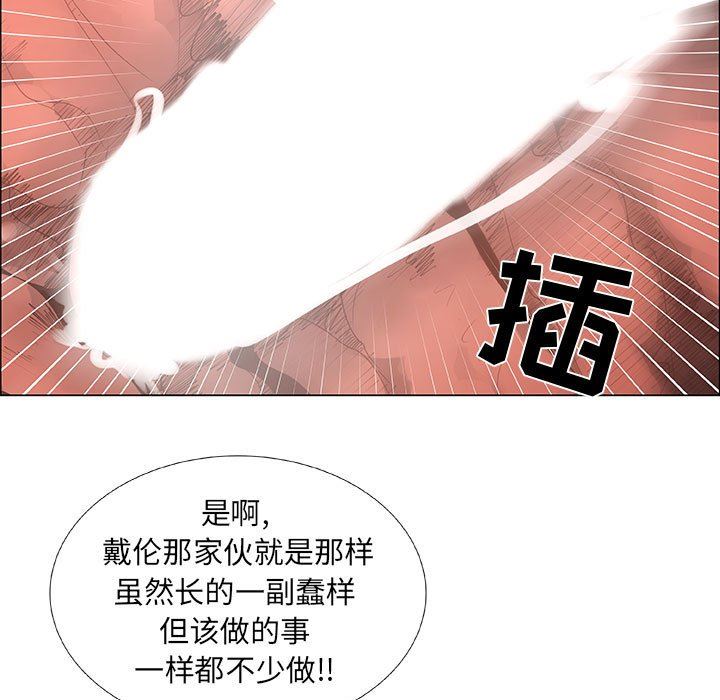 插
是啊,
戴伦那家伙就是那样
虽然长的一副蠢样
但该做的事
一样都不少做!!